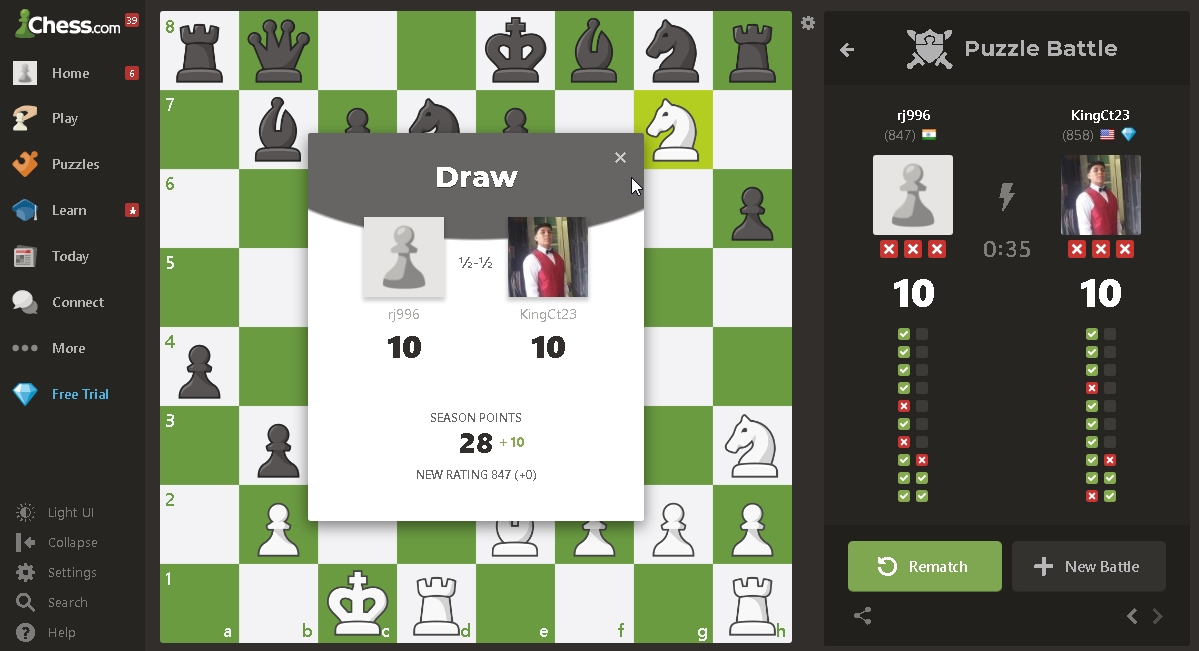 Chess.com 39
Home 6
Play
Puzzles
Learn
Today
Connect
More
Free Trial
Light UI
Collapse
Settings
Search
Help
8
7
6
5
4
3
2
1
a b c d e f g h
Draw
½-½
rj996 KingCt23
10 10
SEASON POINTS
28 +10
NEW RATING 847 (+0)
Puzzle Battle
rj996 KingCt23
(847) (858)
0:35
10 10
Rematch New Battle